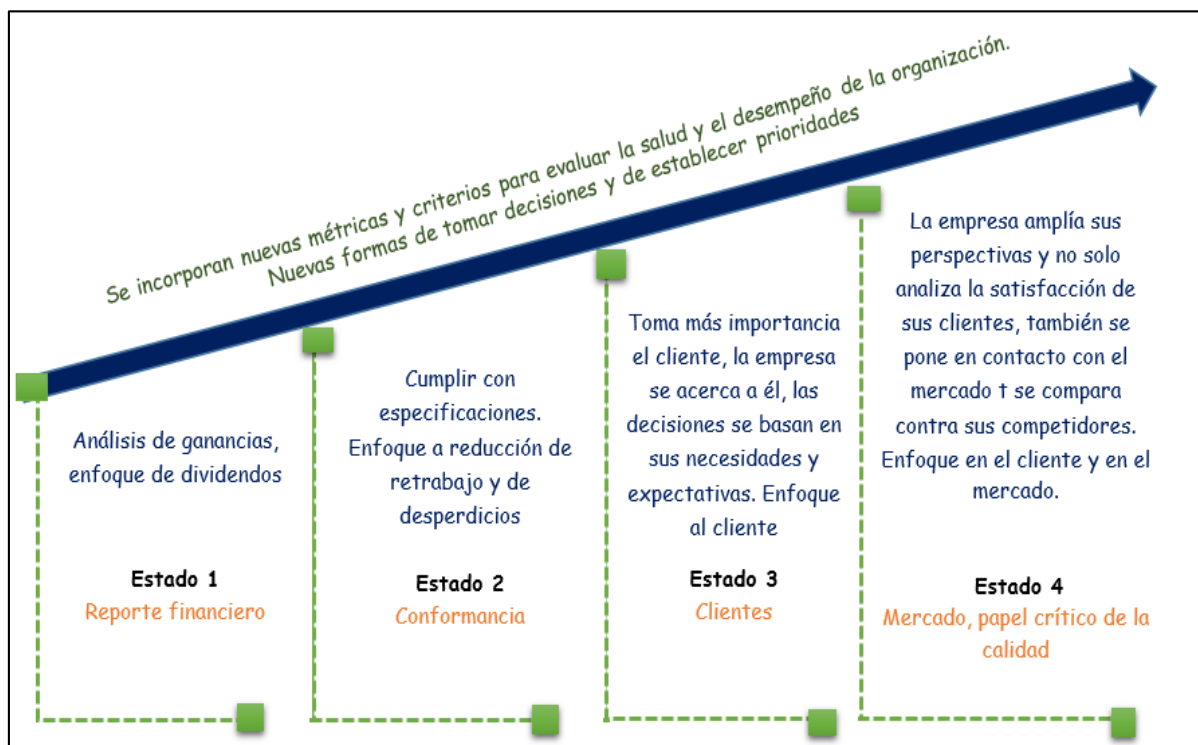 Se incorporan nuevas métricas y criterios para evaluar la salud y el desempeño de la organización.
Nuevas formas de tomar decisiones y de establecer prioridades
Análisis de ganancias,
enfoque de dividendos
Estado 1
Reporte financiero
Cumplir con
especificaciones.
Enfoque a reducción de
retrabajo y de
desperdicios
Estado 2
Conformancia
Toma más importancia
el cliente, la empresa
se acerca a él, las
decisiones se basan en
sus necesidades y
expectativas. Enfoque
al cliente
Estado 3
Clientes
La empresa amplía sus
perspectivas y no solo
analiza la satisfacción de
sus clientes, también se
pone en contacto con el
mercado t se compara
contra sus competidores.
Enfoque en el cliente y en el
mercado.
Estado 4
Mercado, papel crítico de la
calidad